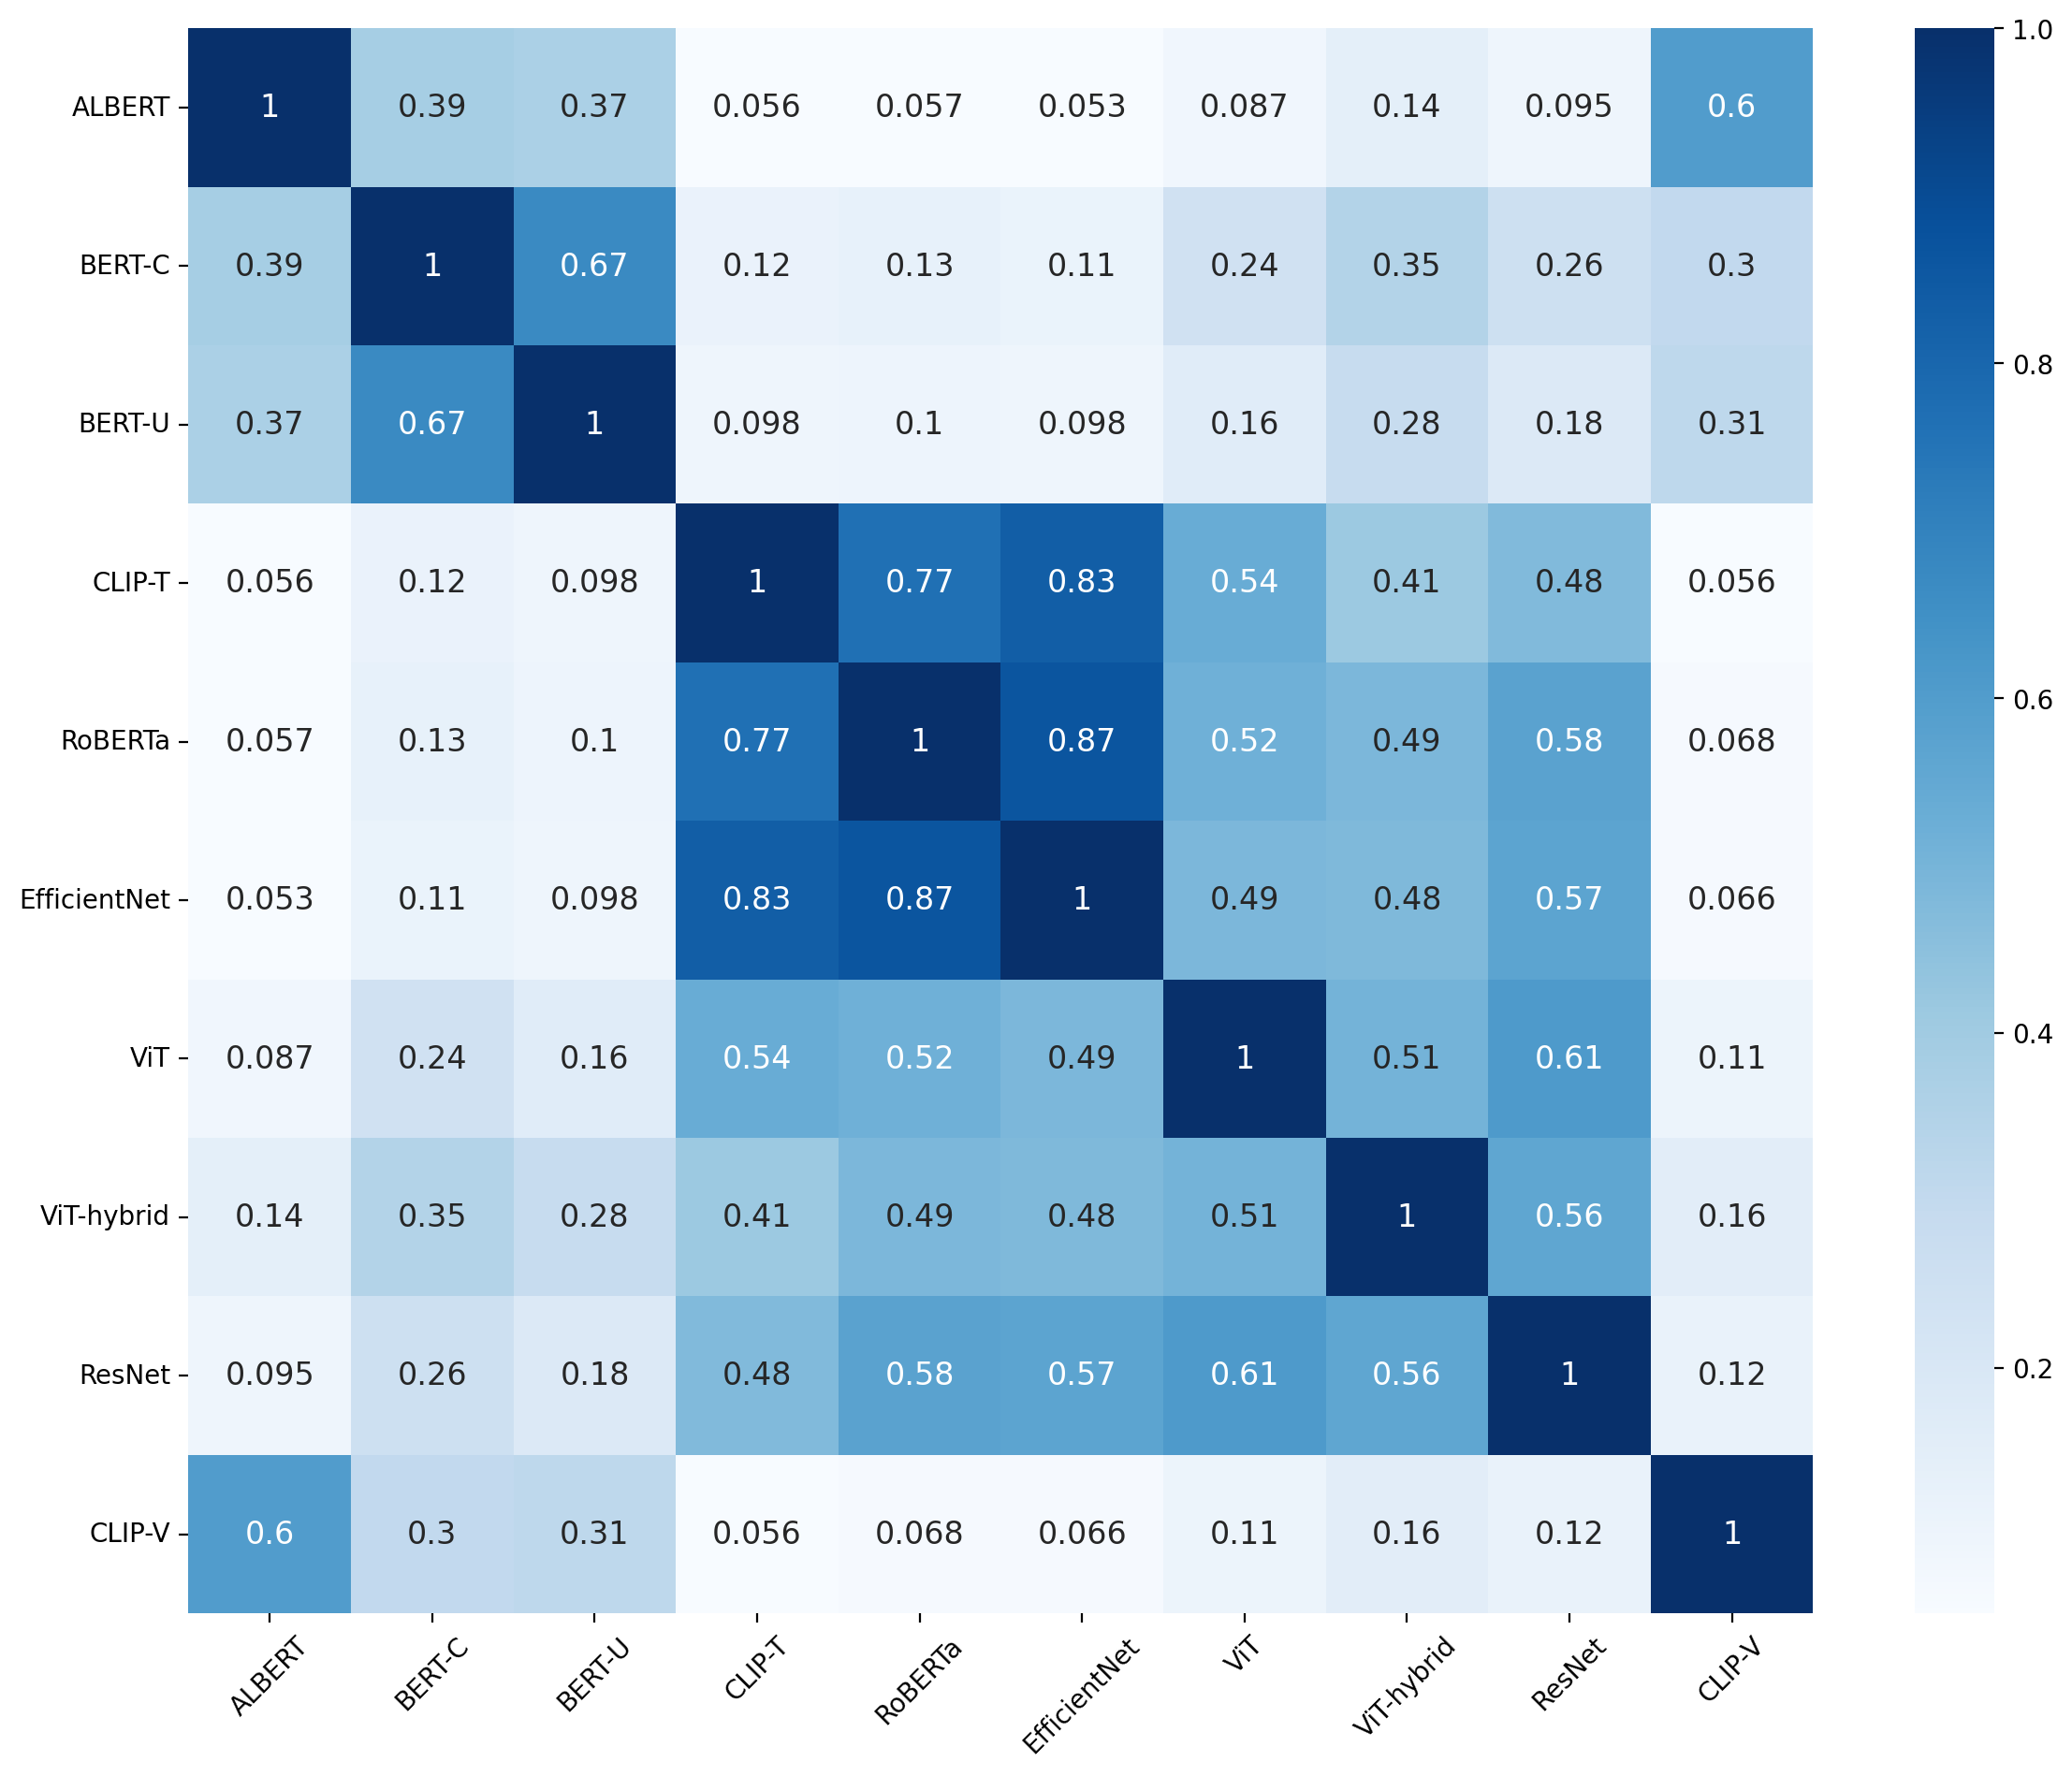 ALBERT 1 0.39 0.37 0.056 0.057 0.053 0.087 0.14 0.095 0.6
BERT-C 0.39 1 0.67 0.12 0.13 0.11 0.24 0.35 0.26 0.3
BERT-U 0.37 0.67 1 0.098 0.1 0.098 0.16 0.28 0.18 0.31
CLIP-T 0.056 0.12 0.098 1 0.77 0.83 0.54 0.41 0.48 0.056
RoBERTa 0.057 0.13 0.1 0.77 1 0.87 0.52 0.49 0.58 0.068
EfficientNet 0.053 0.11 0.098 0.83 0.87 1 0.49 0.48 0.57 0.066
ViT 0.087 0.24 0.16 0.54 0.52 0.49 1 0.51 0.61 0.11
ViT-hybrid 0.14 0.35 0.28 0.41 0.49 0.48 0.51 1 0.56 0.16
ResNet 0.095 0.26 0.18 0.48 0.58 0.57 0.61 0.56 1 0.12
CLIP-V 0.6 0.3 0.31 0.056 0.068 0.066 0.11 0.16 0.12 1
ALBERT BERT-C BERT-U CLIP-T RoBERTa EfficientNet ViT ViT-hybrid ResNet CLIP-V
1.0
0.8
0.6
0.4
0.2